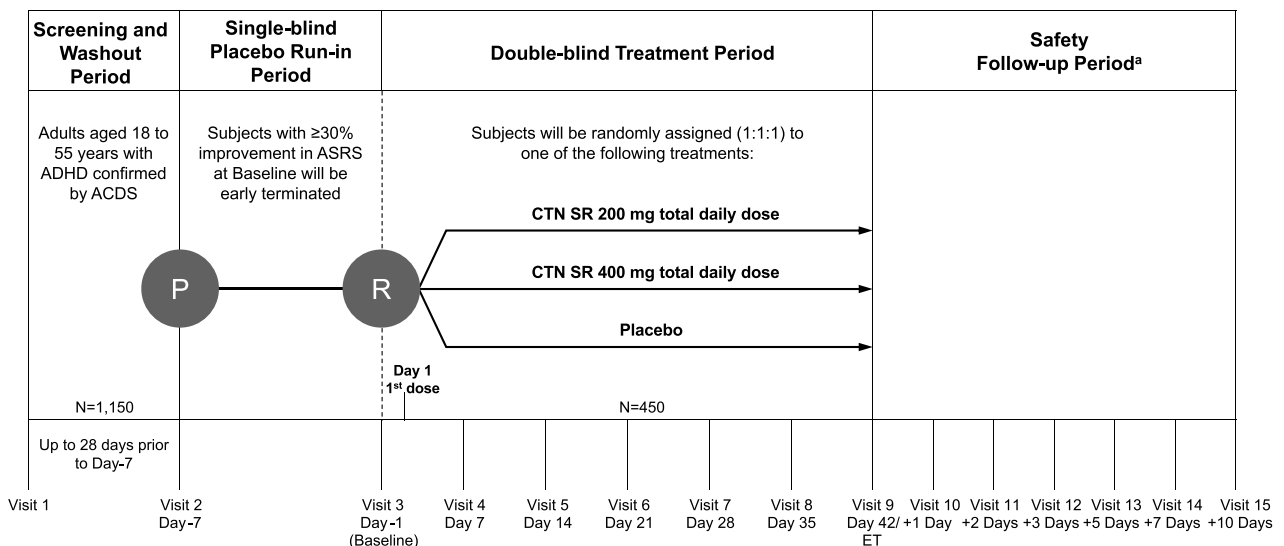 Screening and
Washout
Period
Single-blind
Placebo Run-in
Period
Double-blind Treatment Period
Safety
Follow-up Periodᵃ
Adults aged 18 to
55 years with
ADHD confirmed
by ACDS
Subjects with ≥30%
improvement in ASRS
at Baseline will be
early terminated
Subjects will be randomly assigned (1:1:1) to
one of the following treatments:
CTN SR 200 mg total daily dose
P
R
CTN SR 400 mg total daily dose
Placebo
Day 1
1ˢᵗ dose
N=1,150
N=450
Up to 28 days prior
to Day-7
Visit 1
Visit 2
Day-7
Visit 3
Day-1
(Baseline)
Visit 4
Day 7
Visit 5
Day 14
Visit 6
Day 21
Visit 7
Day 28
Visit 8
Day 35
Visit 9
Day 42/
ET
Visit 10
+1 Day
Visit 11
+2 Days
Visit 12
+3 Days
Visit 13
+5 Days
Visit 14
+7 Days
Visit 15
+10 Days